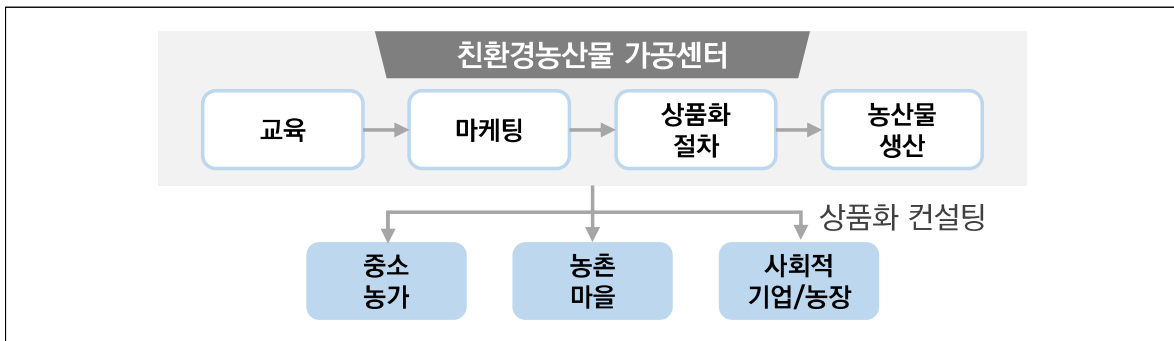 친환경농산물 가공센터
교육
마케팅
상품화
절차
농산물
생산
상품화 컨설팅
중소
농가
농촌
마을
사회적
기업/농장